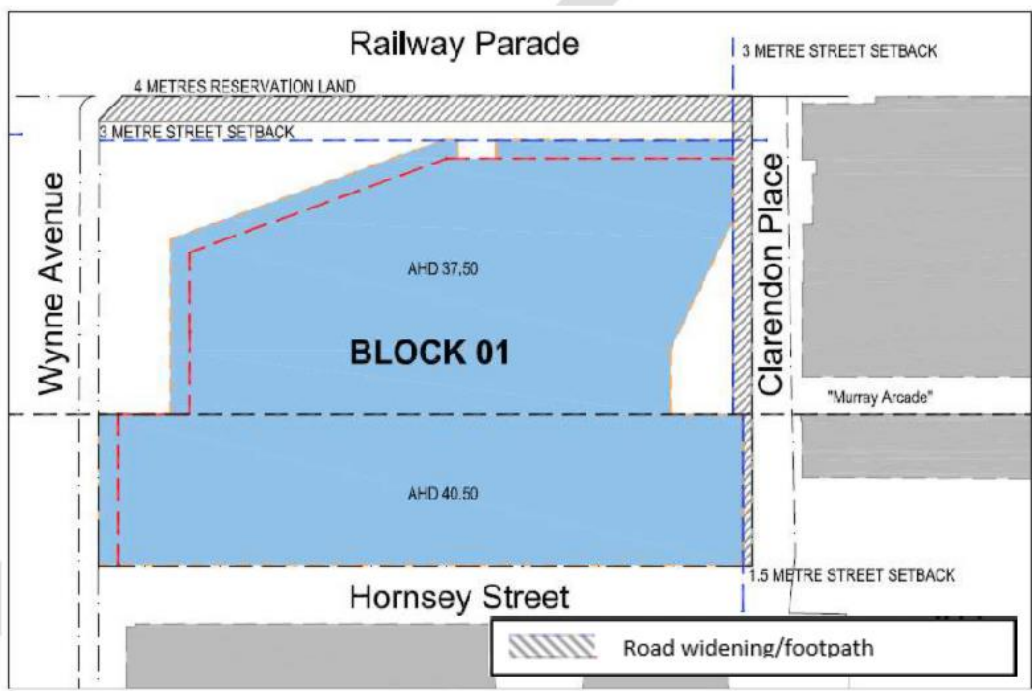 Railway Parade
3 METRE STREET SETBACK
4 METRES RESERVATION LAND
3 METRE STREET SETBACK
Wynne Avenue
Clarendon Place
AHD 37.50
BLOCK 01
"Murray Arcade"
AHD 40.50
1.5 METRE STREET SETBACK
Hornsey Street
Road widening/footpath